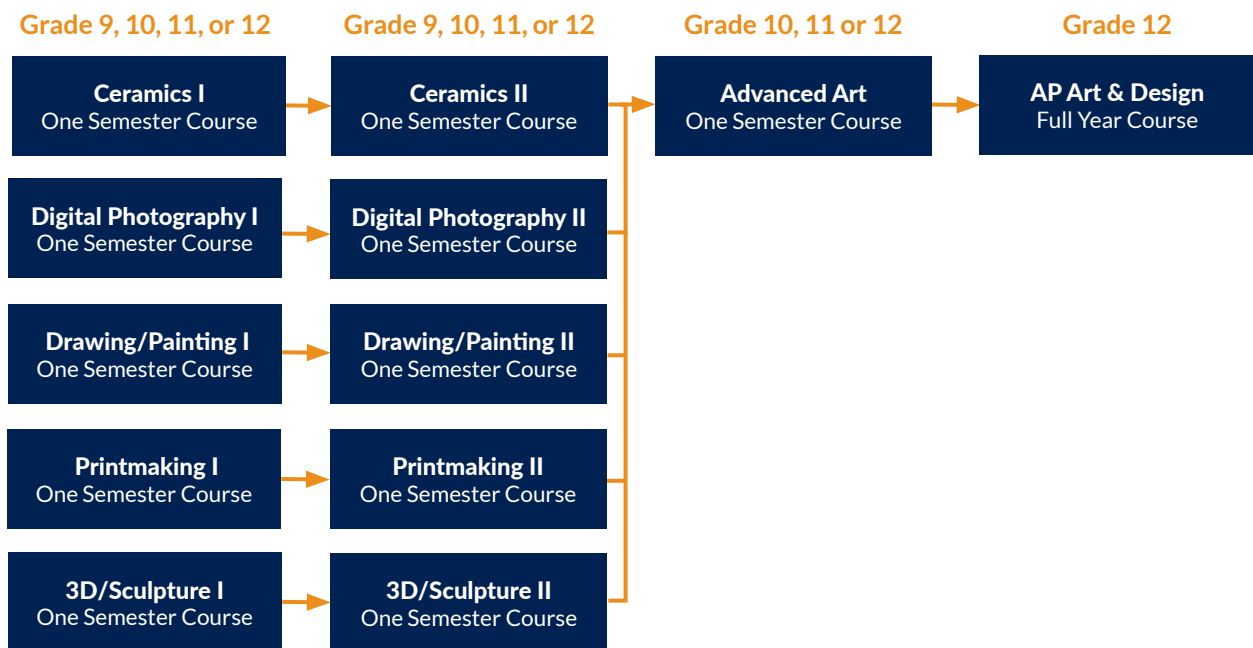 Grade 9, 10, 11, or 12
Grade 9, 10, 11, or 12
Grade 10, 11 or 12
Grade 12
Ceramics I
One Semester Course
Ceramics II
One Semester Course
Advanced Art
One Semester Course
AP Art & Design
Full Year Course
Digital Photography I
One Semester Course
Digital Photography II
One Semester Course
Drawing/Painting I
One Semester Course
Drawing/Painting II
One Semester Course
Printmaking I
One Semester Course
Printmaking II
One Semester Course
3D/Sculpture I
One Semester Course
3D/Sculpture II
One Semester Course